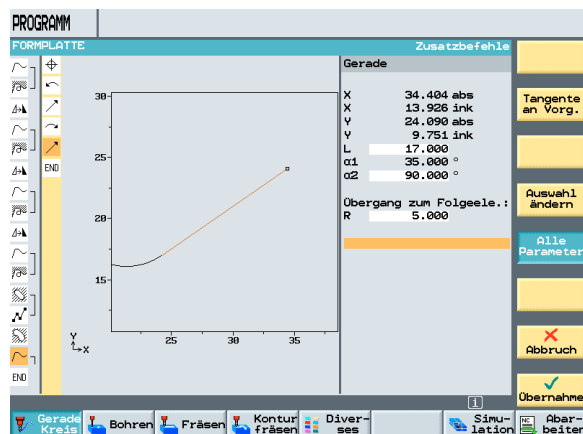 PROGRAMM
FORMPLATTE Zusatzbefehle
Gerade
X 34.404 abs
X 13.926 ink
Y 24.090 abs
Y 9.751 ink
L 17.000
α1 35.000 °
α2 90.000 °
Übergang zum Folgeele.:
R 5.000
END
END
30
25
20
15
Y
X
25 30 35
Tangente
an Vorg.
Auswahl
ändern
Alle
Parameter
Abbruch
Übernahme
i
Gerade
Kreis
Bohren
Fräsen
Kontur
fräsen
Diver-
ses
Simu-
lation
NC
Abar-
beiten